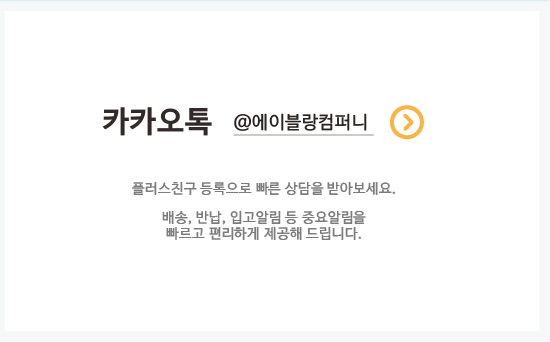 카카오톡 @에이블랑컴퍼니
플러스친구 등록으로 빠른 상담을 받아보세요.
배송, 반납, 입고알림 등 중요알림을
빠르고 편리하게 제공해 드립니다.